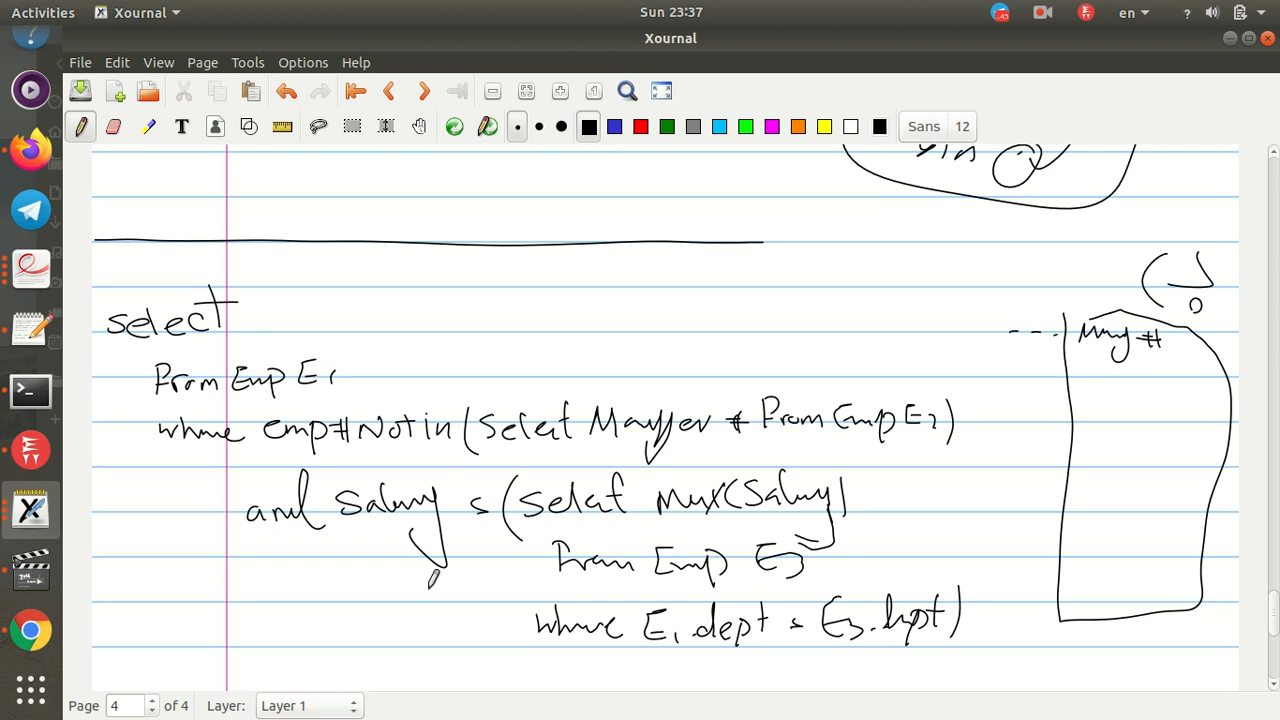 Activities Xournal Sun 23:37 en
Xournal
File Edit View Page Tools Options Help
Sans 12
select
From Emp E1
where emp# Not in (Select Manager # From Emp E2)
and Salary = (Select Max(Salary)
From Emp E3
where E1.dept = E3.dept)
Mng #
Page 4 of 4 Layer: Layer 1